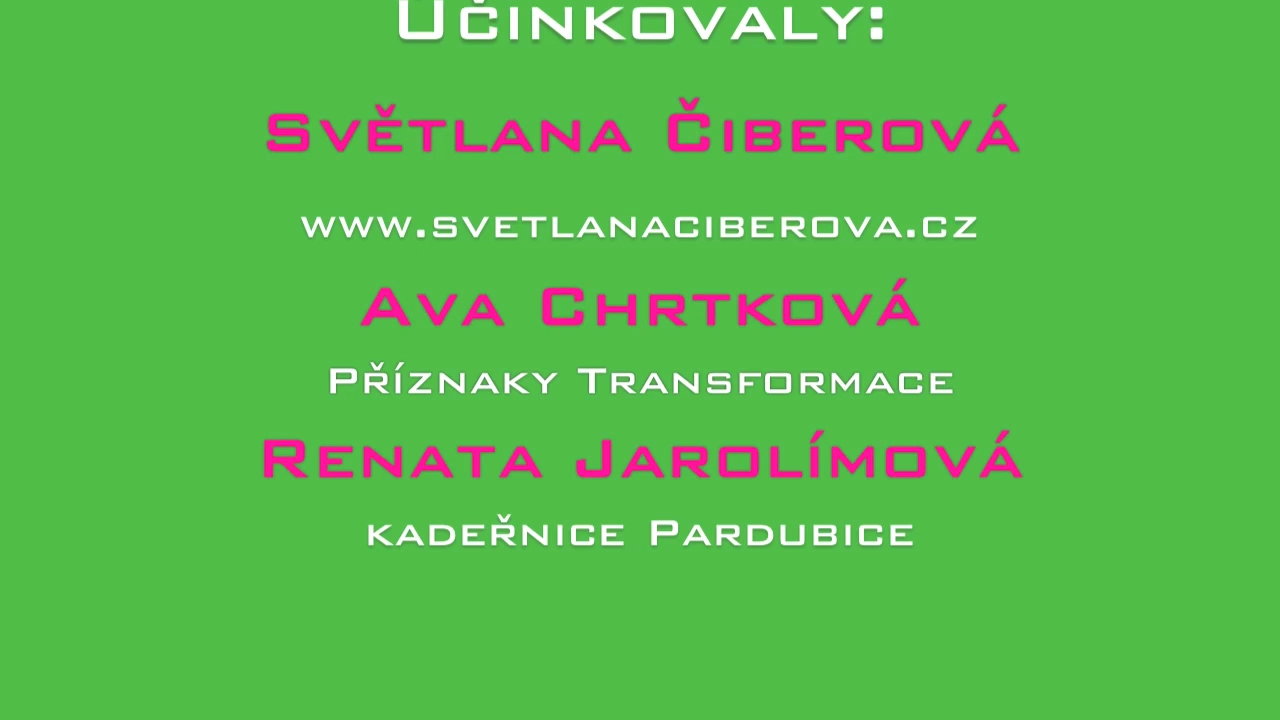 Účinkovaly:
Světlana Čiberová
www.svetlanaciberova.cz
Ava Chrtková
Příznaky Transformace
Renata Jarolímová
kadeřnice Pardubice